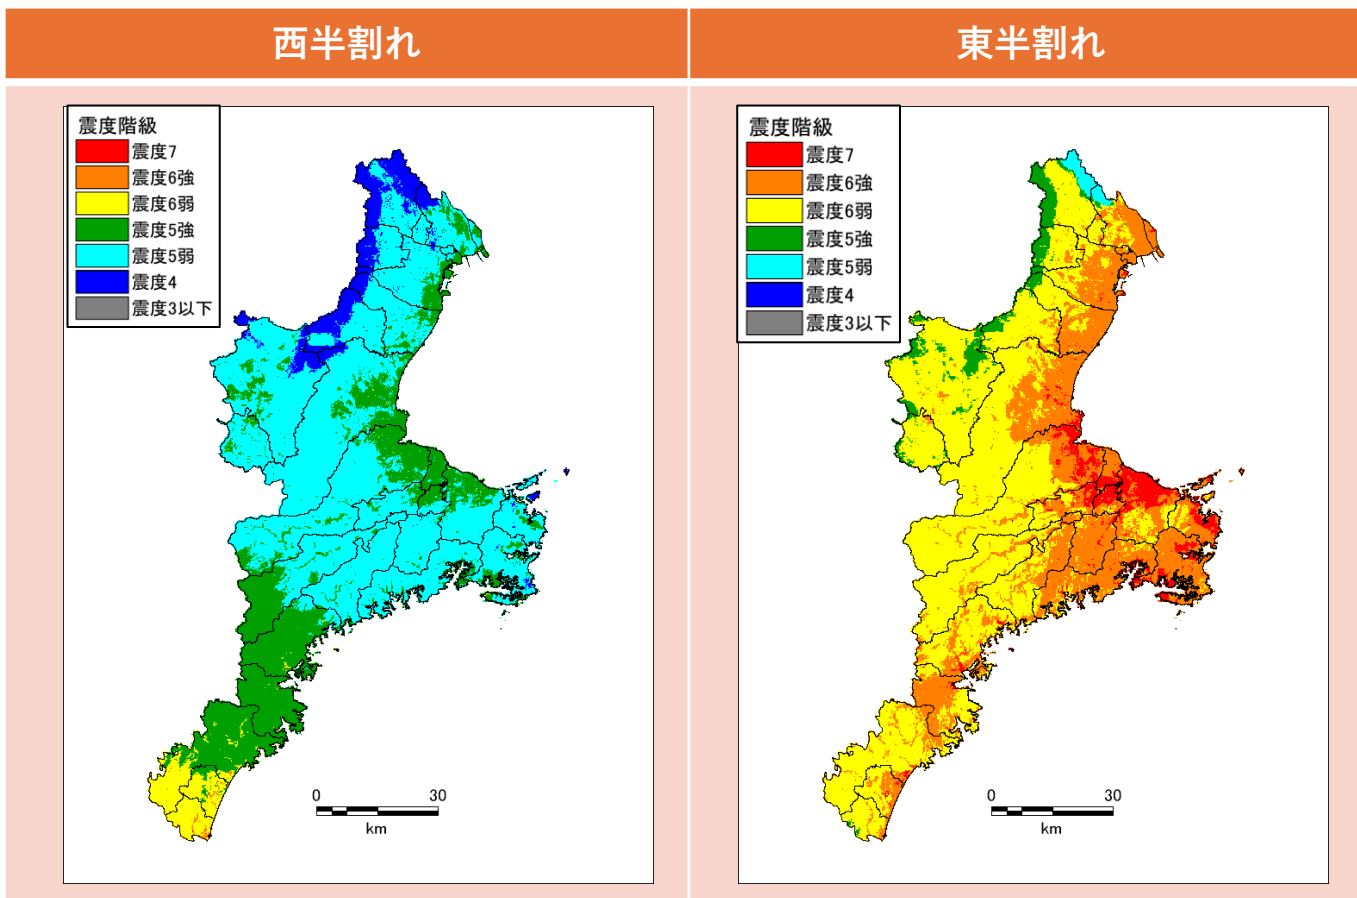 西半割れ
東半割れ
震度階級
震度7
震度6強
震度6弱
震度5強
震度5弱
震度4
震度3以下
0 30
km
震度階級
震度7
震度6強
震度6弱
震度5強
震度5弱
震度4
震度3以下
0 30
km